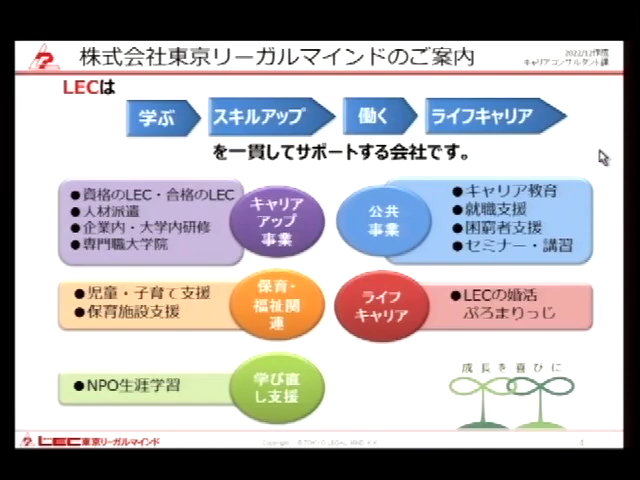 株式会社東京リーガルマインドのご案内
2022/12作成
キャリアコンサルタント課
LECは
学ぶ
スキルアップ
働く
ライフキャリア
を一貫してサポートする会社です。
●資格のLEC・合格のLEC
●人材派遣
●企業内・大学内研修
●専門職大学院
キャリア
アップ
事業
公共
事業
●キャリア教育
●就職支援
●困窮者支援
●セミナー・講習
●児童・子育て支援
●保育施設支援
保育・
福祉関
連
ライフ
キャリア
●LECの婚活
ぷろまりっじ
●NPO生涯学習
学び直
し支援
成長を喜びに
LEC東京リーガルマインド